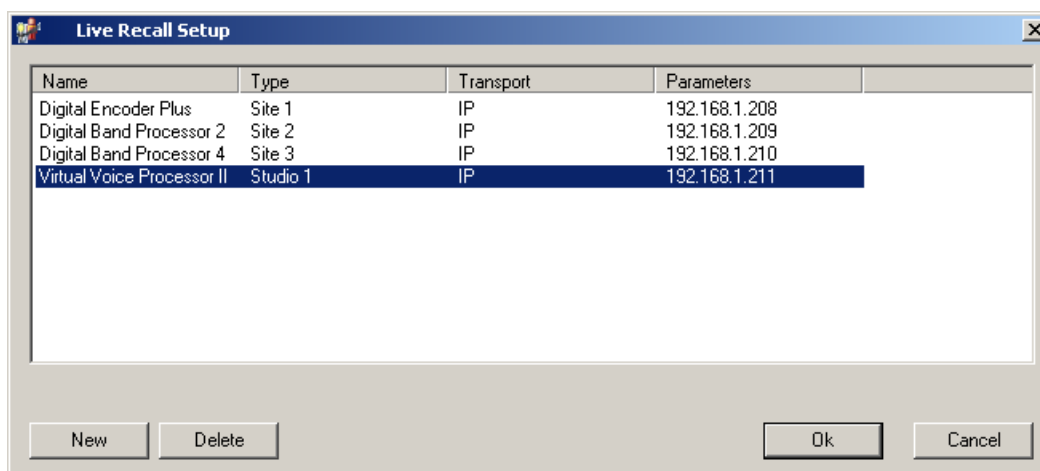 Live Recall Setup
Name Type Transport Parameters
Digital Encoder Plus Site 1 IP 192.168.1.208
Digital Band Processor 2 Site 2 IP 192.168.1.209
Digital Band Processor 4 Site 3 IP 192.168.1.210
Virtual Voice Processor II Studio 1 IP 192.168.1.211
New Delete Ok Cancel